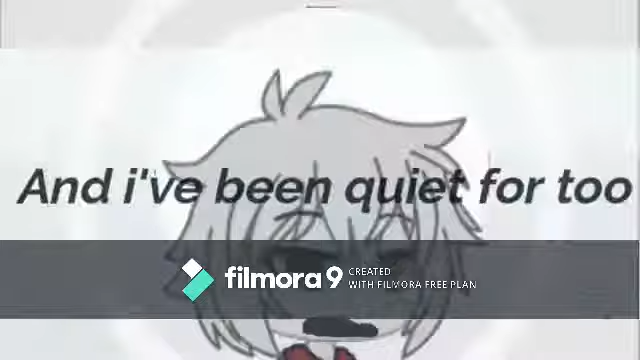 And i've been quiet for too
filmora 9 CREATED
WITH FILMORA FREE PLAN